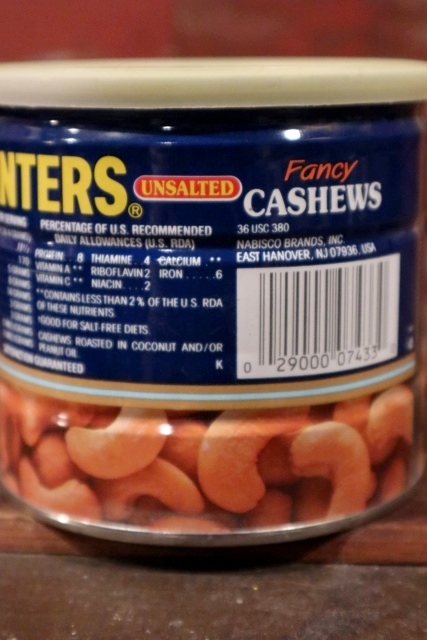 NTERS® UNSALTED
Fancy
CASHEWS
PERCENTAGE OF U.S. RECOMMENDED
DAILY ALLOWANCES (U.S. RDA)
PROTEIN 8 THIAMINE . . 4 CALCIUM . **
VITAMIN A ** RIBOFLAVIN 2 IRON . . . . . 6
VITAMIN C ** NIACIN . . . . 2
**CONTAINS LESS THAN 2% OF THE U.S. RDA
OF THESE NUTRIENTS.
GOOD FOR SALT-FREE DIETS.
CASHEWS ROASTED IN COCONUT AND/OR
PEANUT OIL.
GUARANTEED K
36 USC 380
NABISCO BRANDS, INC.
EAST HANOVER, NJ 07936, USA
0 29000 07433